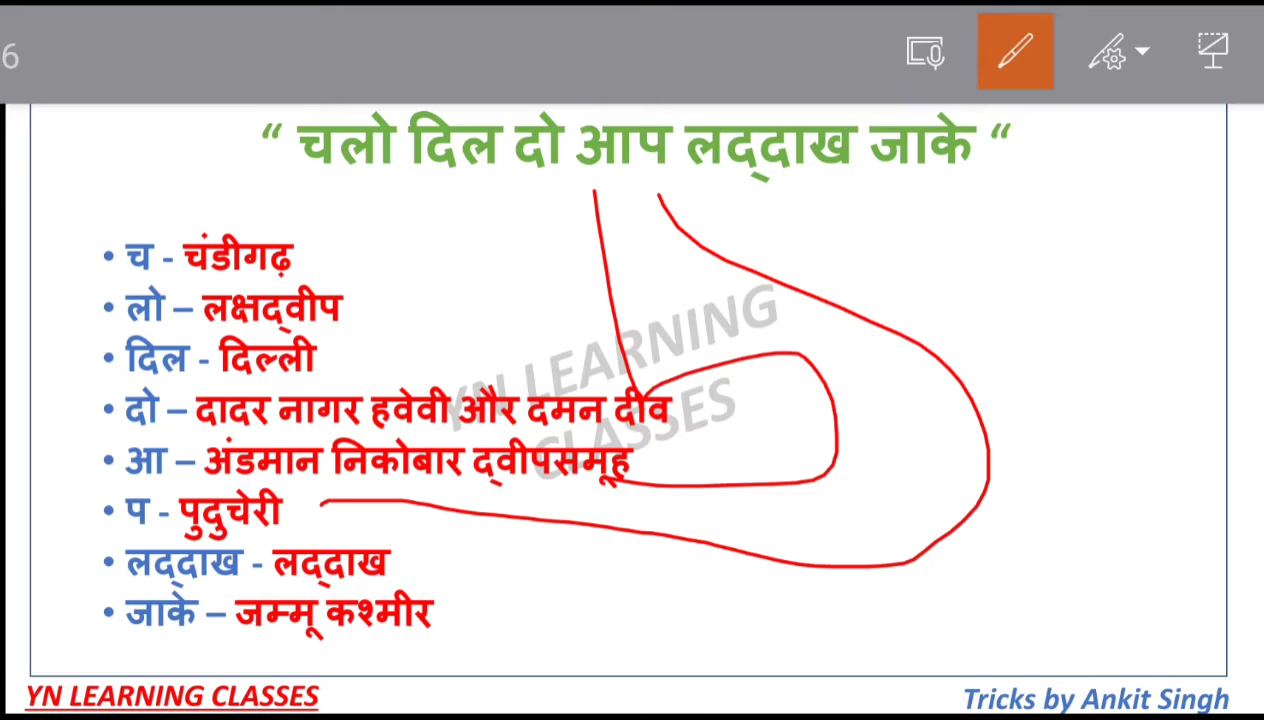 6
“ चलो दिल दो आप लद्दाख जाके “
• च - चंडीगढ़
• लो – लक्षद्वीप
• दिल - दिल्ली
• दो – दादर नागर हवेवी और दमन दीव
• आ – अंडमान निकोबार द्वीपसमूह
• प - पुदुचेरी
• लद्दाख - लद्दाख
• जाके – जम्मू कश्मीर
YN LEARNING
CLASSES
YN LEARNING CLASSES
Tricks by Ankit Singh